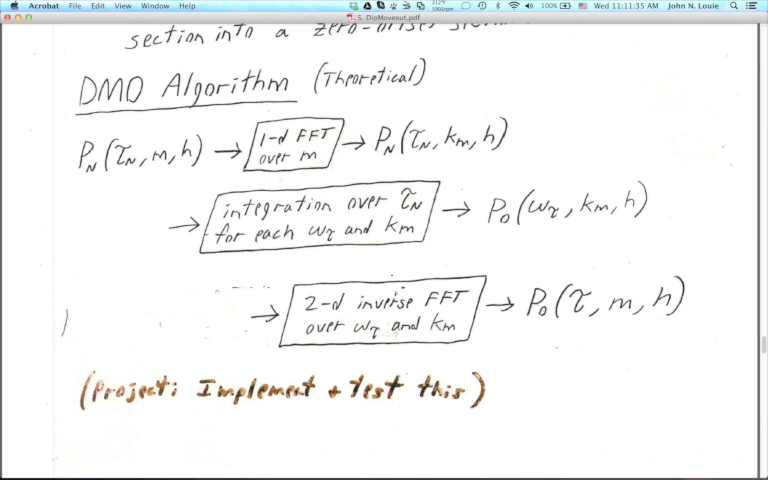 Acrobat File Edit View Window Help 100% Wed 11:11:35 AM John N. Louie
5. DipMoveout.pdf
section into a zero-offset
DMO Algorithm (Theoretical)
P_N(τ_N, m, h) → 1-d FFT over m → P_N(τ_N, k_m, h)
→ integration over τ_N for each ω_τ and k_m → P_0(ω_τ, k_m, h)
→ 2-d inverse FFT over ω_τ and k_m → P_0(τ, m, h)
(Project: Implement + Test this)